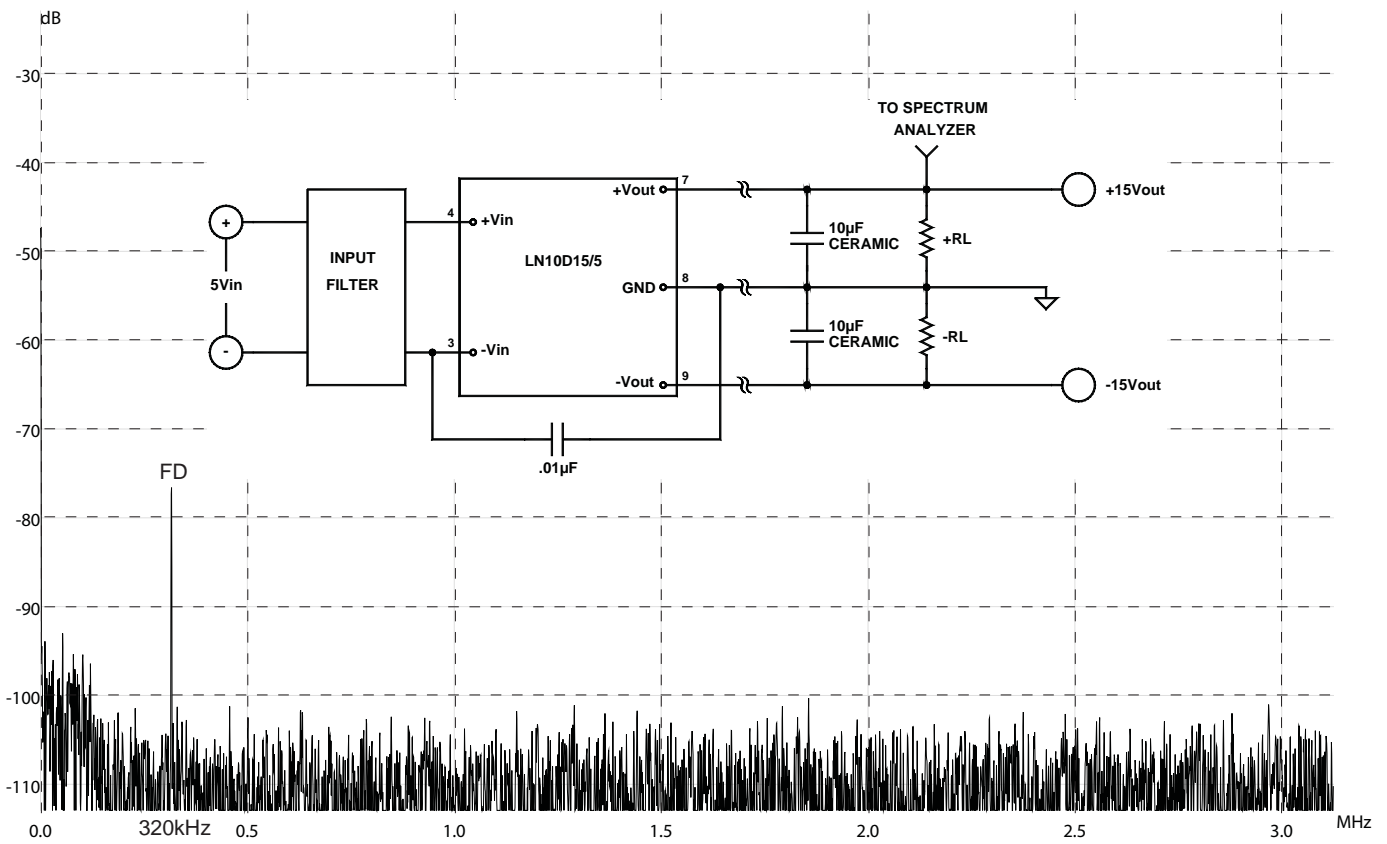 dB
-30
-40
-50
-60
-70
-80
-90
-100
-110
TO SPECTRUM
ANALYZER
+
5Vin
-
INPUT
FILTER
4
+Vin
3
-Vin
LN10D15/5
+Vout
7
GND
8
-Vout
9
10µF
CERAMIC
10µF
CERAMIC
+RL
-RL
+15Vout
-15Vout
.01µF
FD
0.0
320kHz
0.5
1.0
1.5
2.0
2.5
3.0
MHz